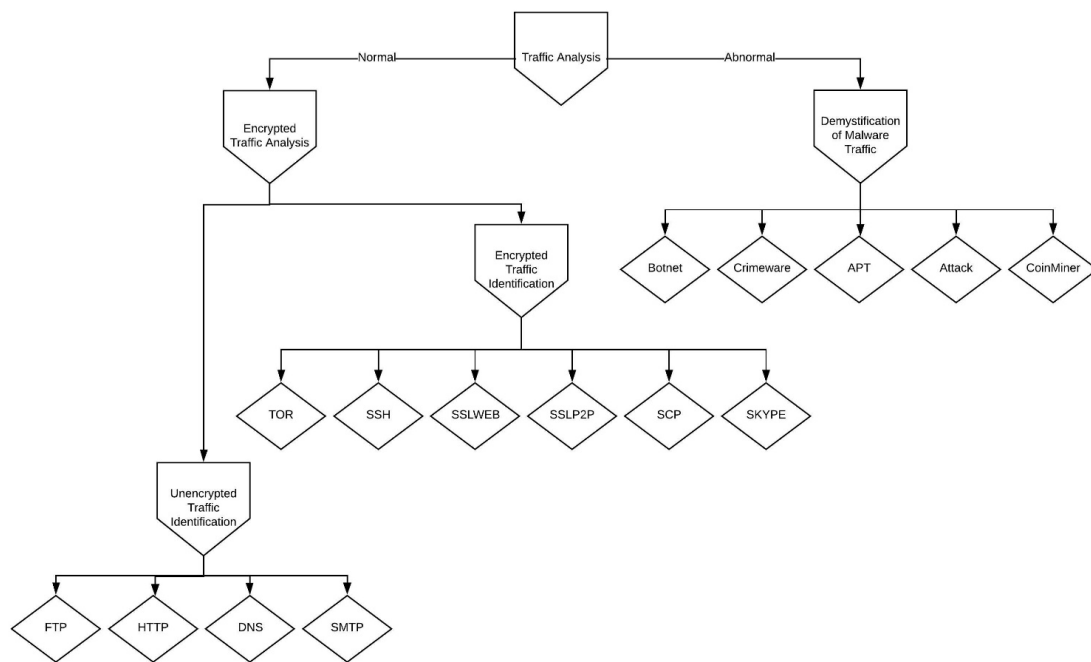 Traffic Analysis
Normal
Abnormal
Encrypted
Traffic Analysis
Demystification
of Malware
Traffic
Encrypted
Traffic
Identification
Botnet
Crimeware
APT
Attack
CoinMiner
TOR
SSH
SSLWEB
SSLP2P
SCP
SKYPE
Unencrypted
Traffic
Identification
FTP
HTTP
DNS
SMTP